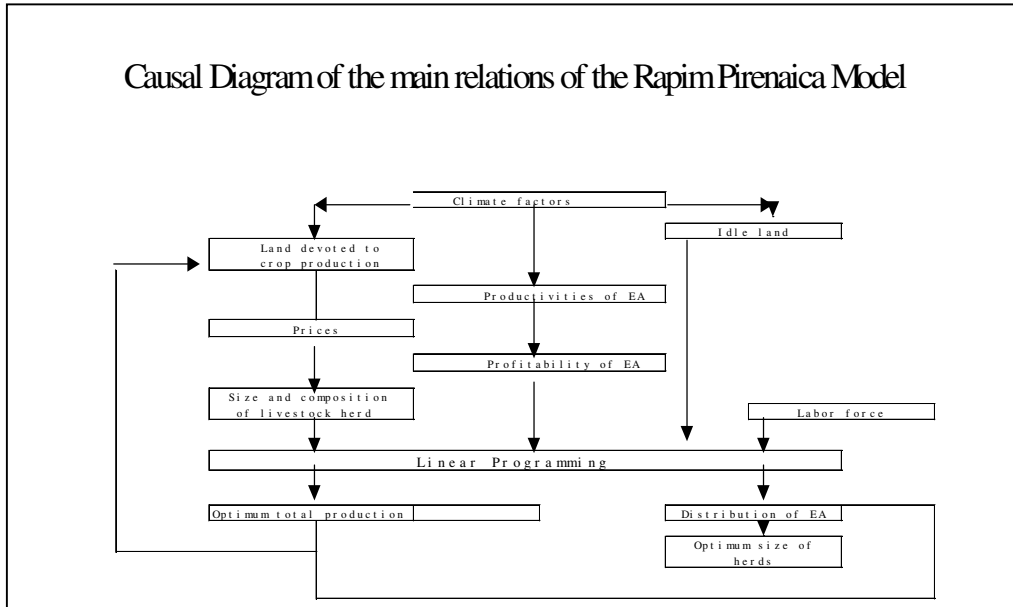 Causal Diagram of the main relations of the Rapim Pirenaica Model
Climate factors
Idle land
Land devoted to
crop production
Productivities of EA
Prices
Profitability of EA
Size and composition
of livestock herd
Labor force
Linear Programming
Optimum total production
Distribution of EA
Optimum size of
herds